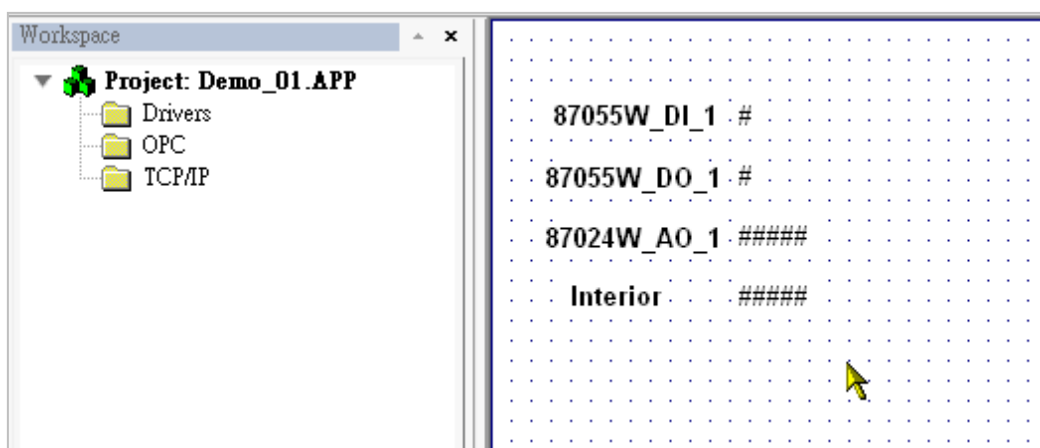 Workspace
Project: Demo_01.APP
Drivers
OPC
TCP/IP
87055W_DI_1 #
87055W_DO_1 #
87024W_AO_1 #####
Interior #####